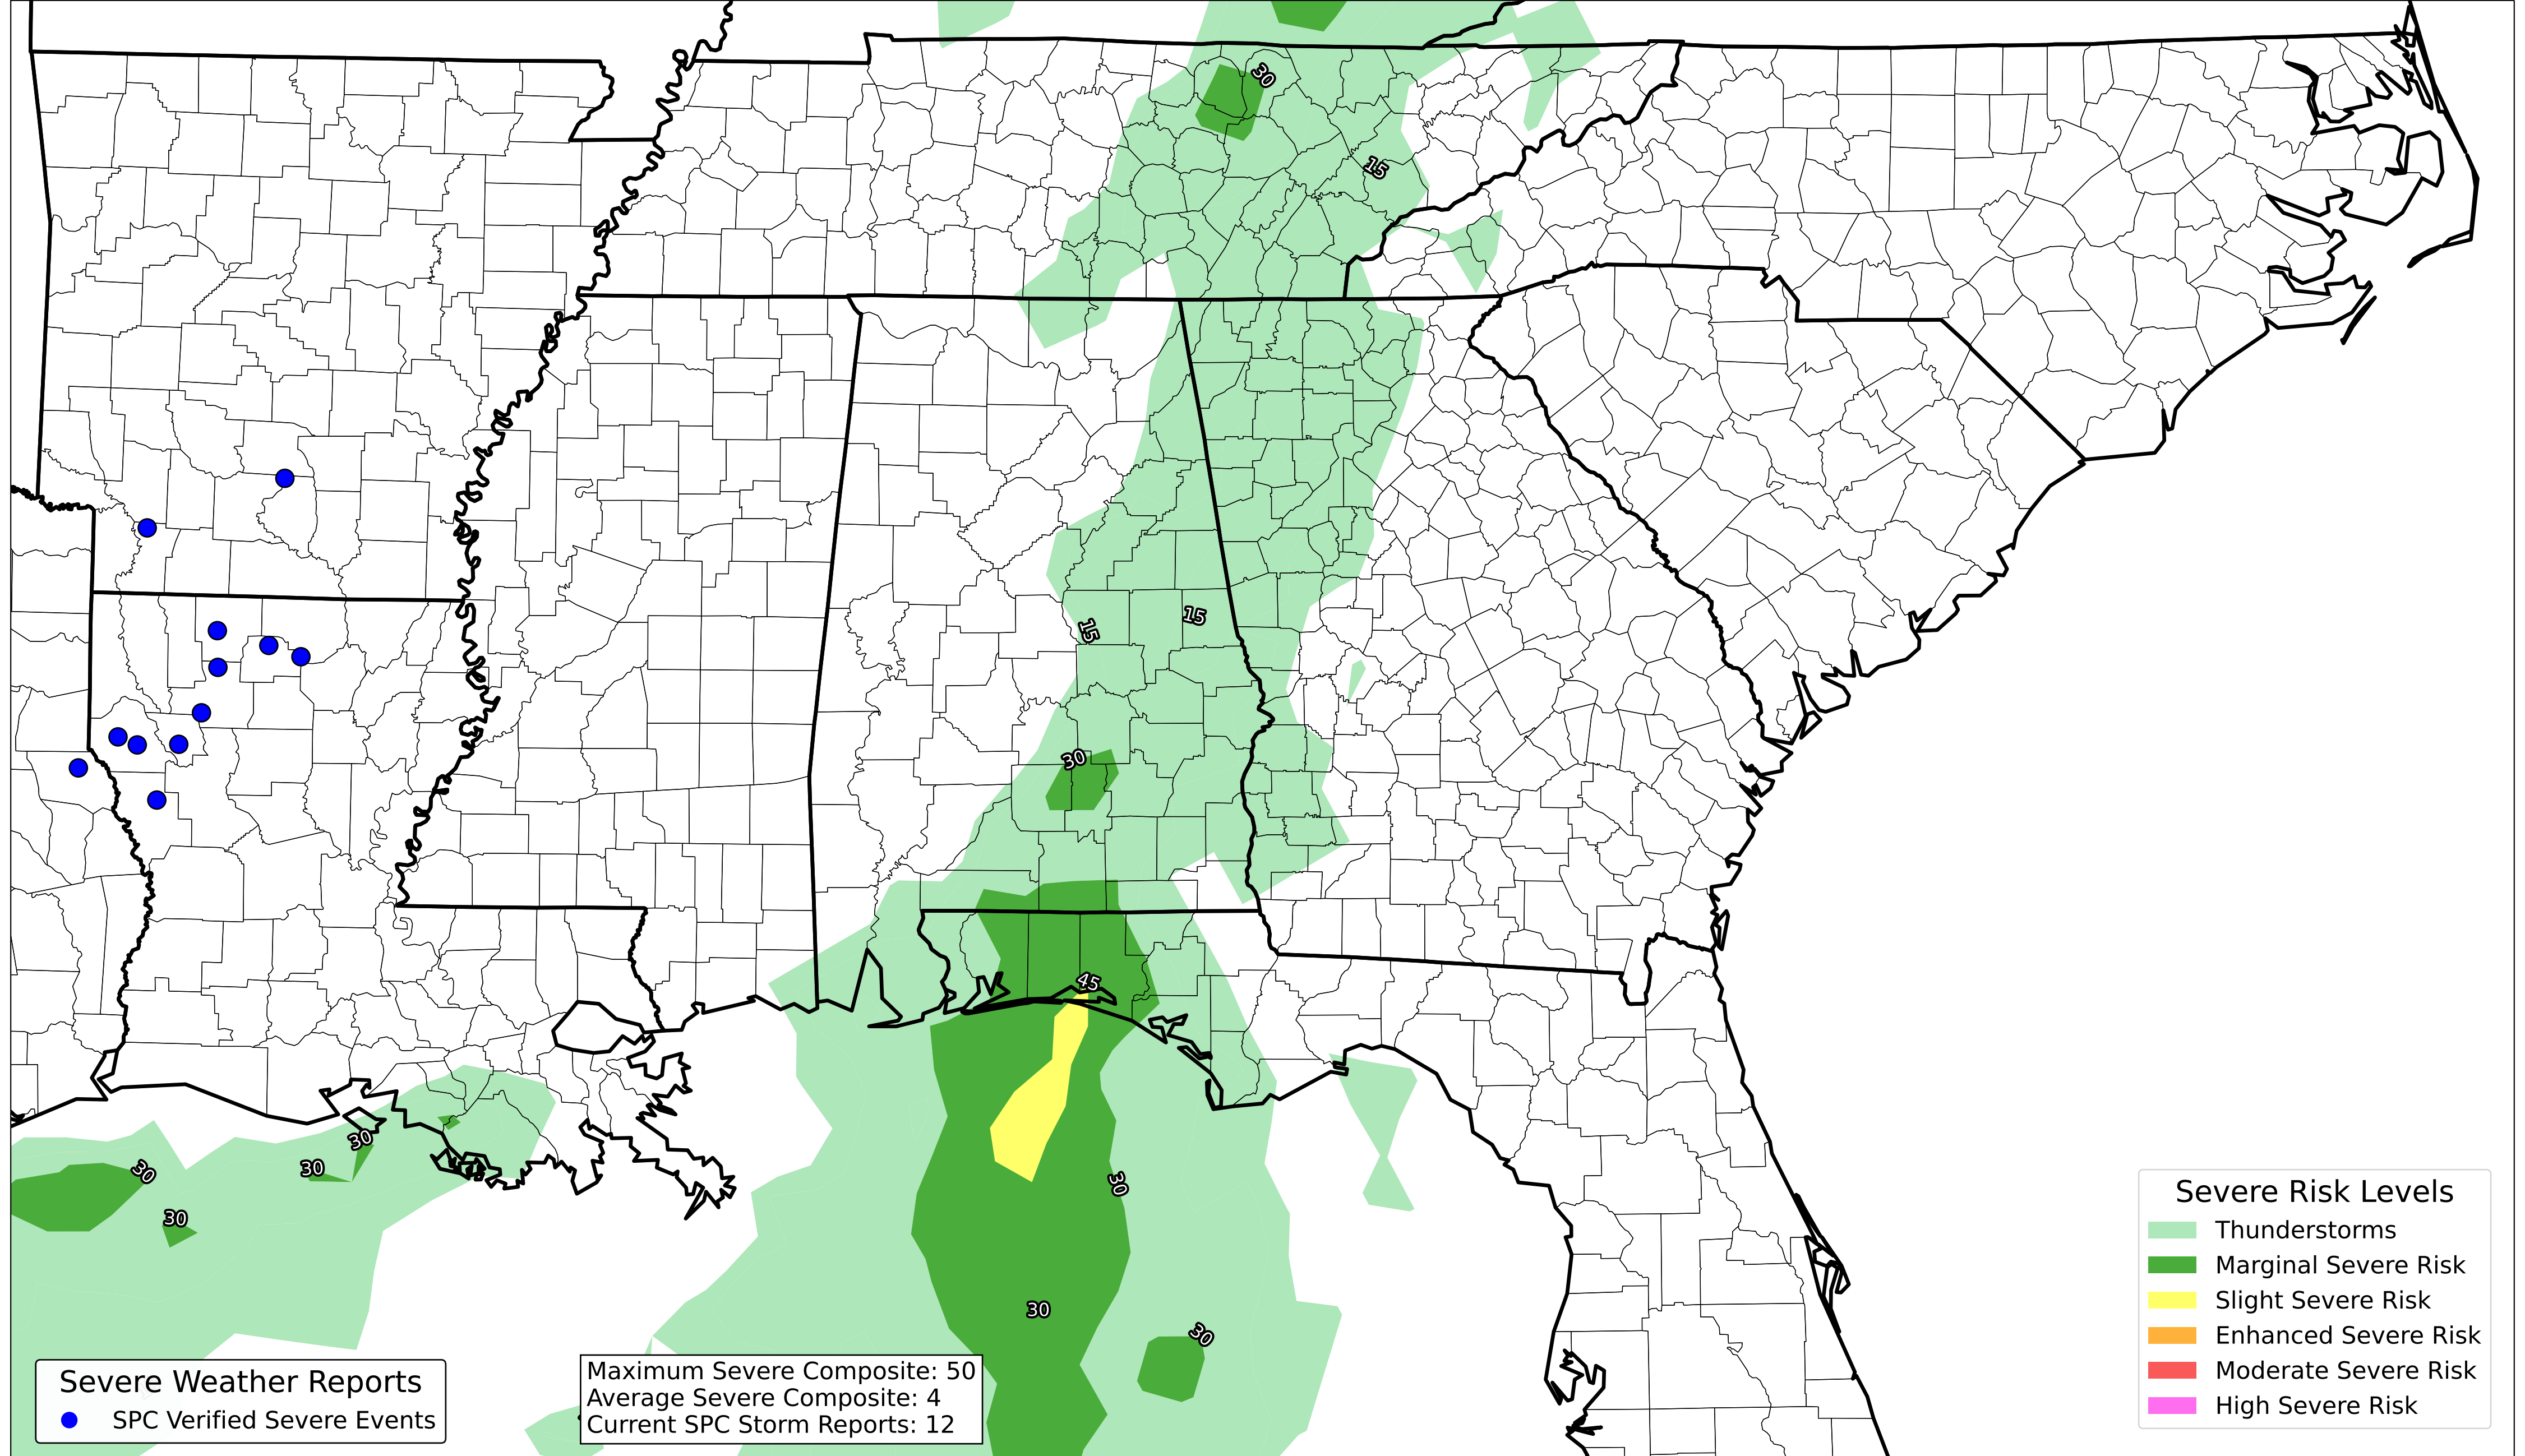 30
15
15
15
30
45
30
30
30
30
30
30
30
Severe Weather Reports
SPC Verified Severe Events
Maximum Severe Composite: 50
Average Severe Composite: 4
Current SPC Storm Reports: 12
Severe Risk Levels
Thunderstorms
Marginal Severe Risk
Slight Severe Risk
Enhanced Severe Risk
Moderate Severe Risk
High Severe Risk